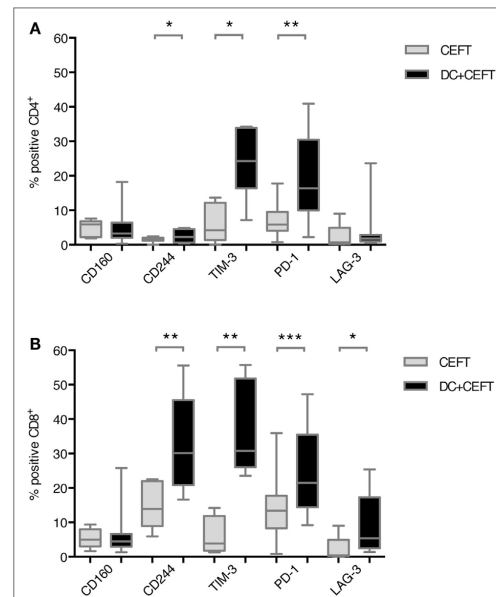 A
* * **
CEFT
DC+CEFT
% positive CD4+
60
50
40
30
20
10
0
CD160 CD244 TIM-3 PD-1 LAG-3
B
** ** *** *
CEFT
DC+CEFT
% positive CD8+
60
50
40
30
20
10
0
CD160 CD244 TIM-3 PD-1 LAG-3